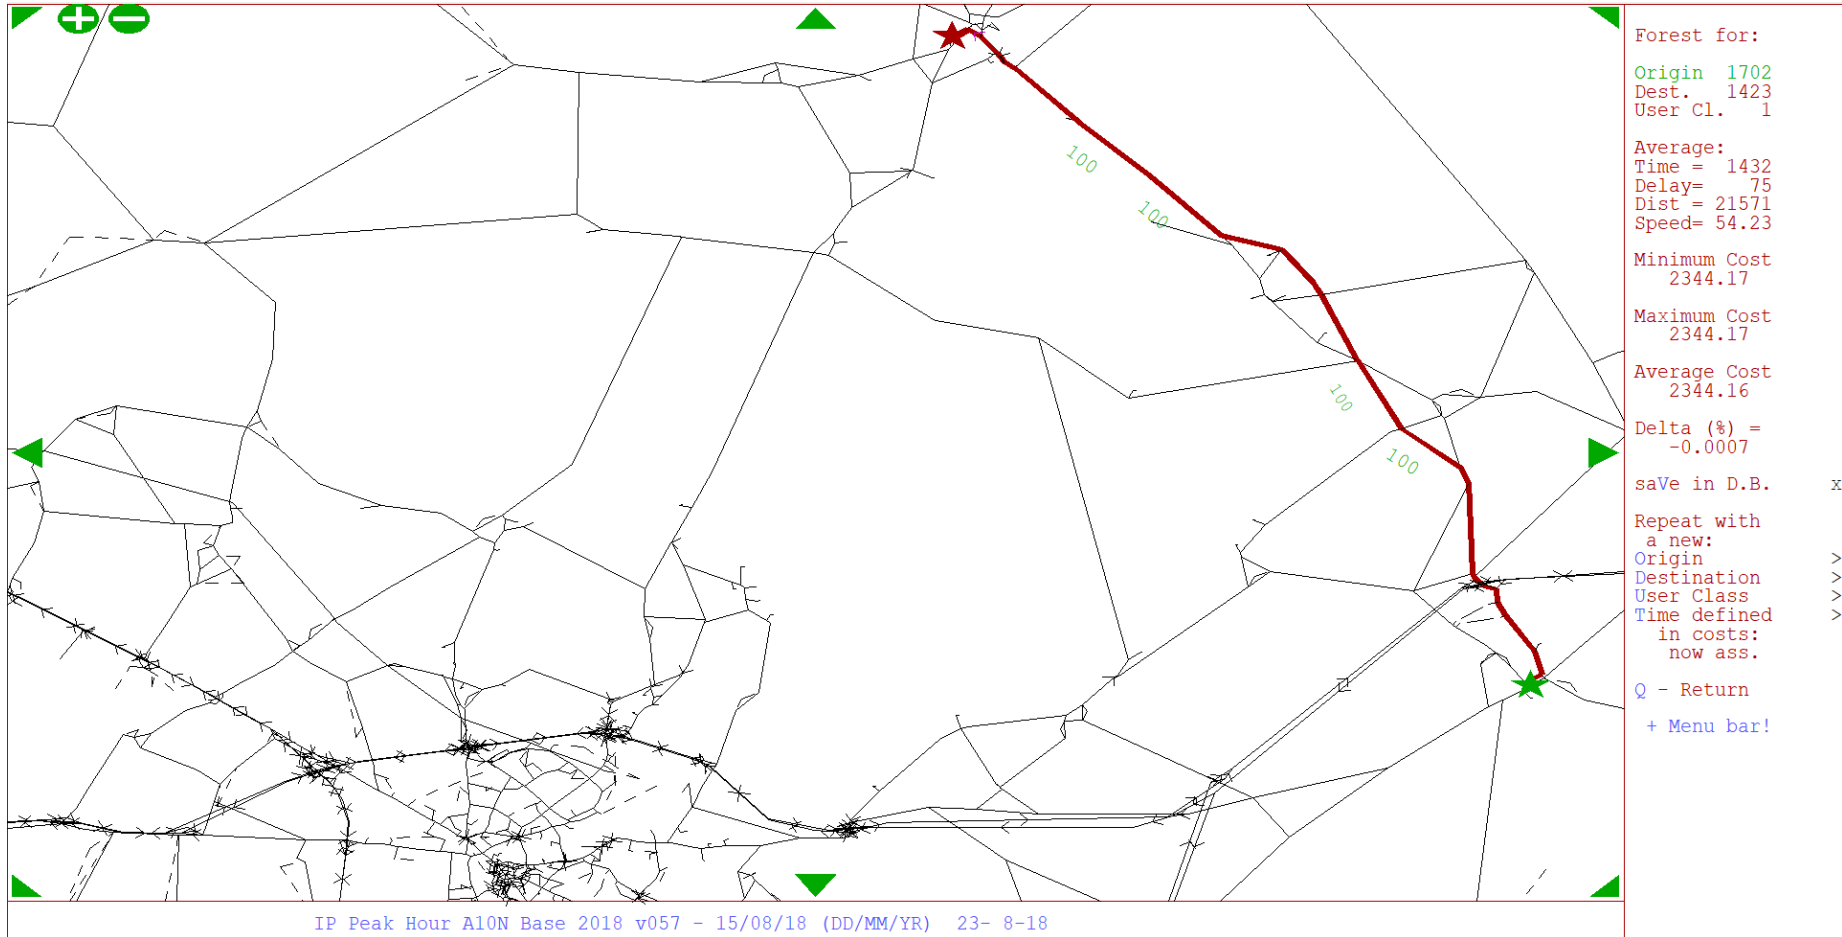 Forest for:
Origin 1702
Dest. 1423
User Cl. 1
Average:
Time = 1432
Delay= 75
Dist = 21571
Speed= 54.23
Minimum Cost
2344.17
Maximum Cost
2344.17
Average Cost
2344.16
Delta (%) =
-0.0007
saVe in D.B. x
Repeat with
a new:
Origin >
Destination >
User Class >
Time defined >
in costs:
now ass.
Q - Return
+ Menu bar!
100
100
100
100
IP Peak Hour A10N Base 2018 v057 - 15/08/18 (DD/MM/YR) 23- 8-18